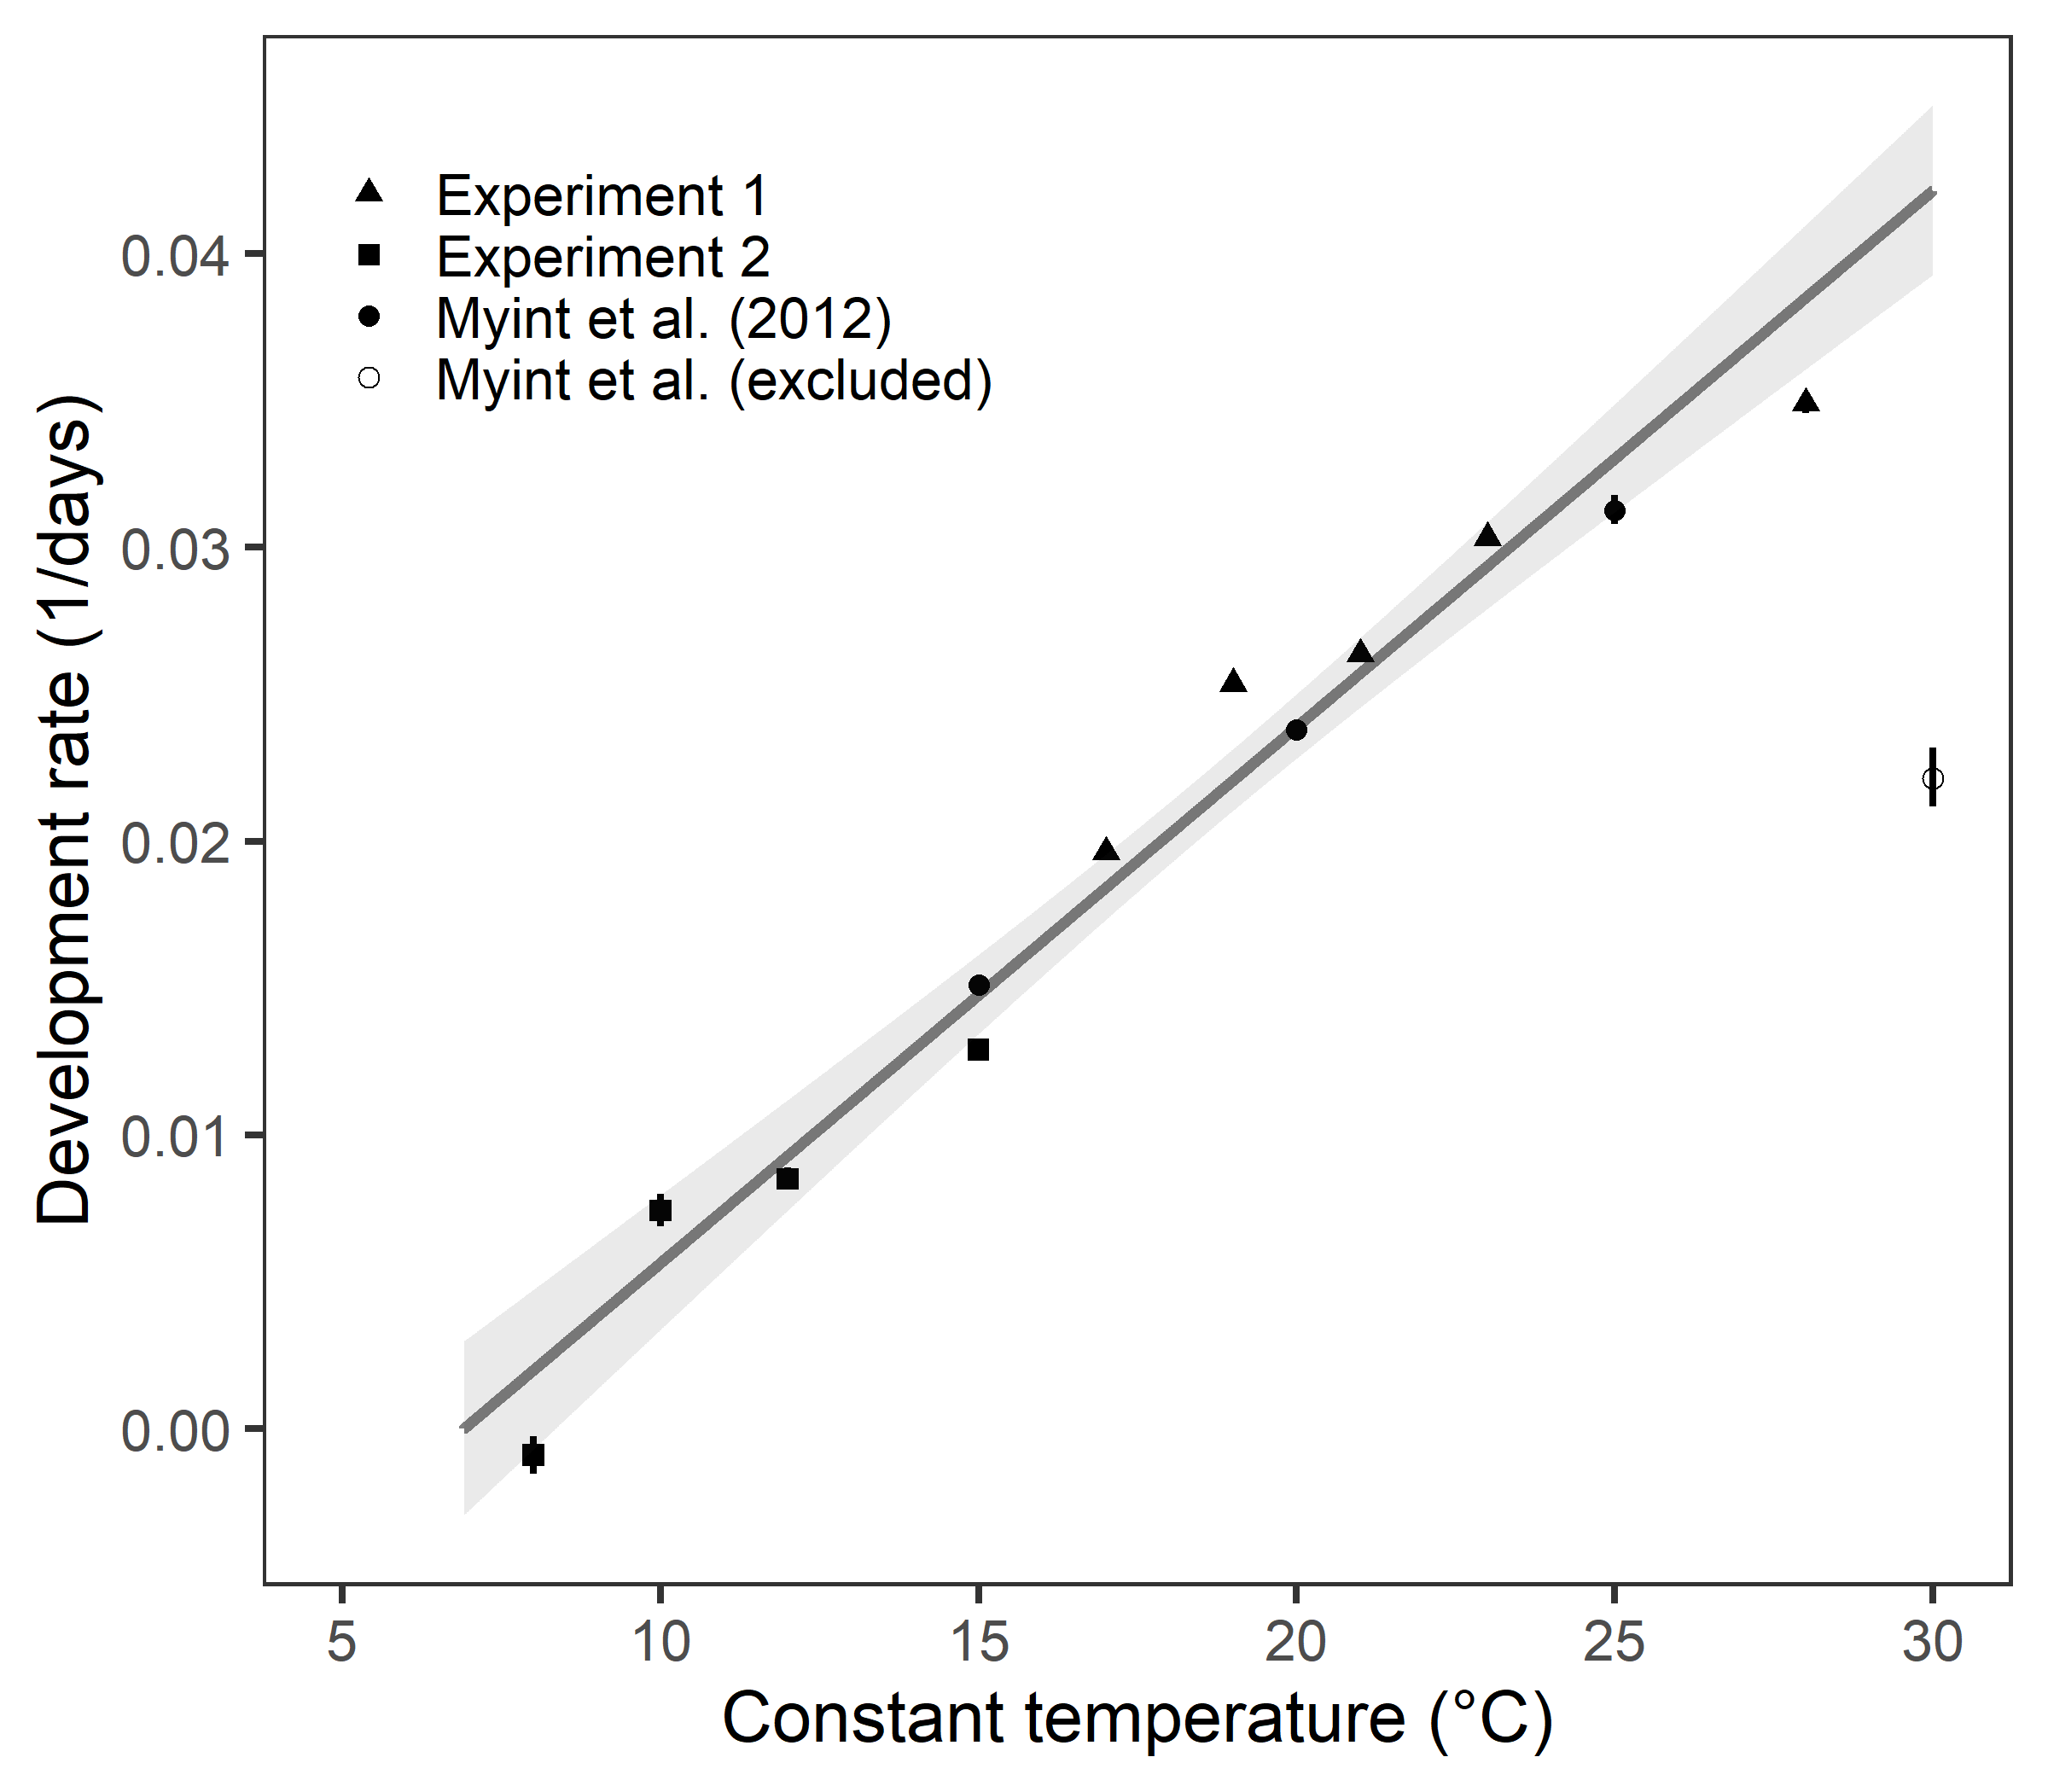 Experiment 1
Experiment 2
Myint et al. (2012)
Myint et al. (excluded)
Development rate (1/days)
0.04
0.03
0.02
0.01
0.00
5 10 15 20 25 30
Constant temperature (°C)